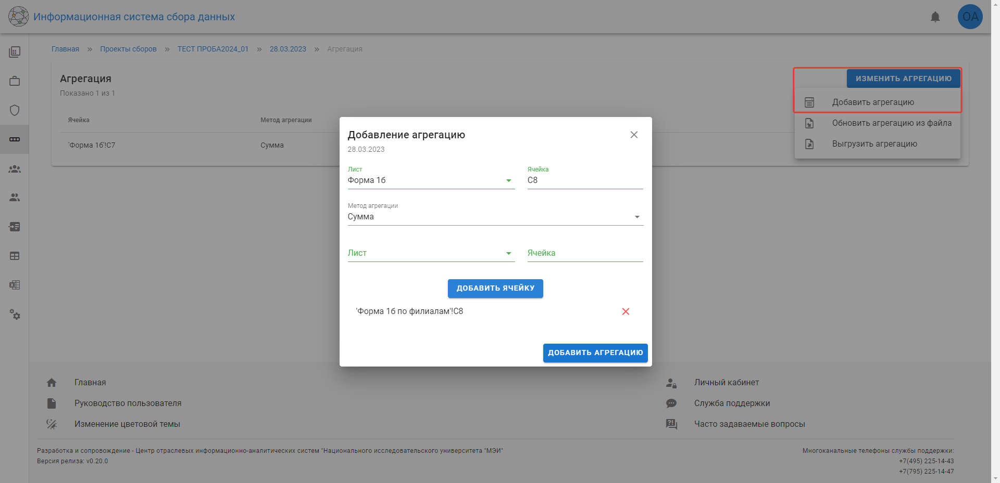 Информационная система сбора данных
ОА
Главная » Проекты сборов » ТЕСТ ПРОБА2024_01 » 28.03.2023 » Агрегация
Агрегация
Показано 1 из 1
ИЗМЕНИТЬ АГРЕГАЦИЮ
Добавить агрегацию
Обновить агрегацию из файла
Выгрузить агрегацию
Ячейка
Метод агрегации
'Форма 1б'!C7
Сумма
Добавление агрегацию
28.03.2023
Лист
Ячейка
Форма 1б
C8
Метод агрегации
Сумма
Лист
Ячейка
ДОБАВИТЬ ЯЧЕЙКУ
'Форма 1б по филиалам'!C8
ДОБАВИТЬ АГРЕГАЦИЮ
Главная
Руководство пользователя
Изменение цветовой темы
Личный кабинет
Служба поддержки
Часто задаваемые вопросы
Разработка и сопровождение - Центр отраслевых информационно-аналитических систем "Национального исследовательского университета "МЭИ"
Версия релиза: v0.20.0
Многоканальные телефоны службы поддержки:
+7(495) 225-14-43
+7(795) 225-14-47